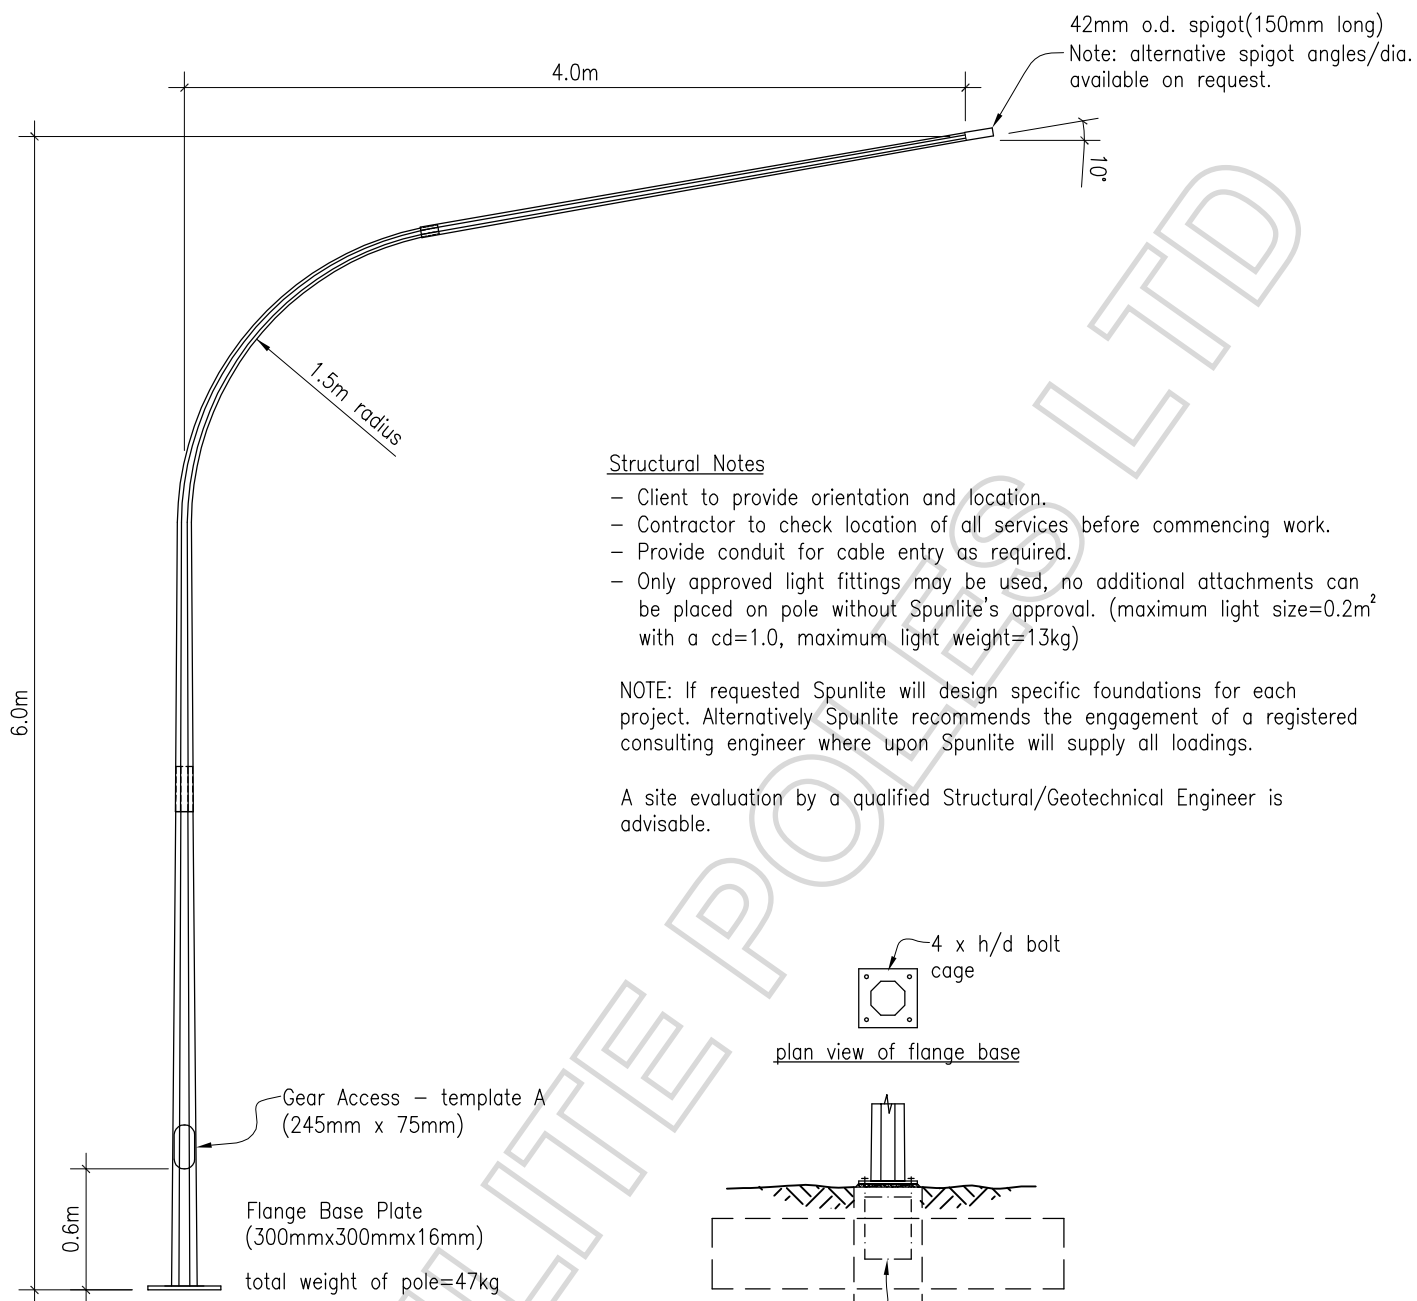 42mm o.d. spigot(150mm long)
Note: alternative spigot angles/dia.
available on request.
4.0m
10°
1.5m radius
6.0m
Structural Notes
– Client to provide orientation and location.
– Contractor to check location of all services before commencing work.
– Provide conduit for cable entry as required.
– Only approved light fittings may be used, no additional attachments can
be placed on pole without Spunlite's approval. (maximum light size=0.2m²
with a cd=1.0, maximum light weight=13kg)
NOTE: If requested Spunlite will design specific foundations for each
project. Alternatively Spunlite recommends the engagement of a registered
consulting engineer where upon Spunlite will supply all loadings.
A site evaluation by a qualified Structural/Geotechnical Engineer is
advisable.
4 x h/d bolt
cage
plan view of flange base
Gear Access – template A
(245mm x 75mm)
0.6m
Flange Base Plate
(300mmx300mmx16mm)
total weight of pole=47kg
LITE POLES LTD